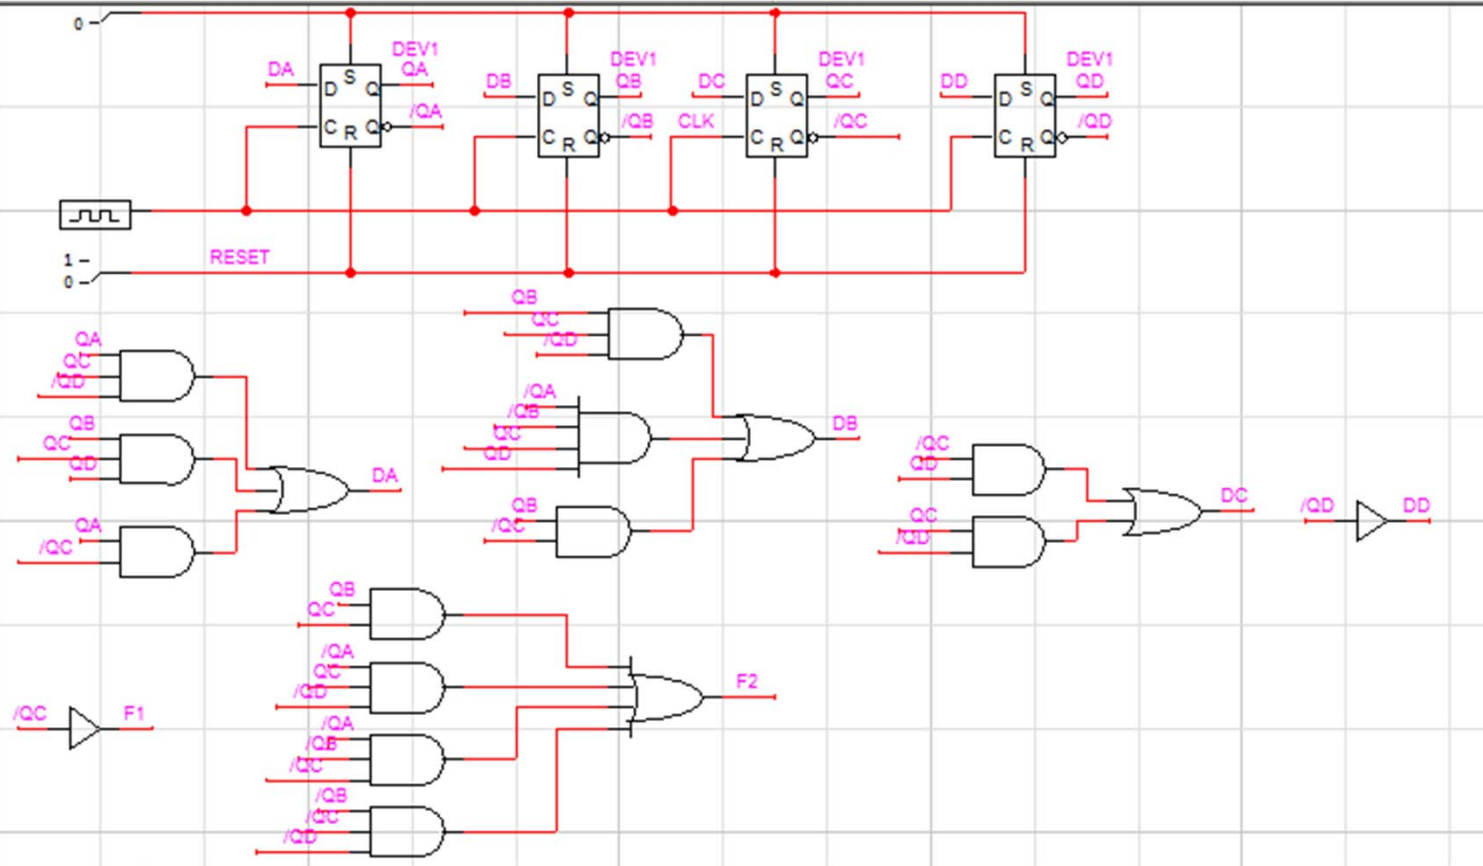 0
DEV1
DA S QA
D Q
/QA
C R Q
DEV1
DB S QB
D Q
/QB
C R Q
DEV1
DC S QC
D Q
CLK /QC
C R Q
DEV1
DD S QD
D Q
/QD
C R Q
RESET
1
0
QA
QC
/QD
QB
QC
QD
QA
/QC
DA
QB
QC
/QD
/QA
/QB
QC
QD
QB
/QC
DB
/QC
QD
QC
/QD
DC
/QD DD
/QC F1
QB
QC
/QA
QC
/QD
/QA
/QB
/QC
/QB
/QC
/QD
F2